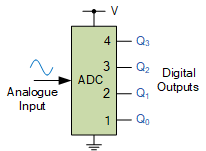 V
4 Q3
3 Q2
ADC
Digital
Outputs
2 Q1
1 Q0
Analogue
Input